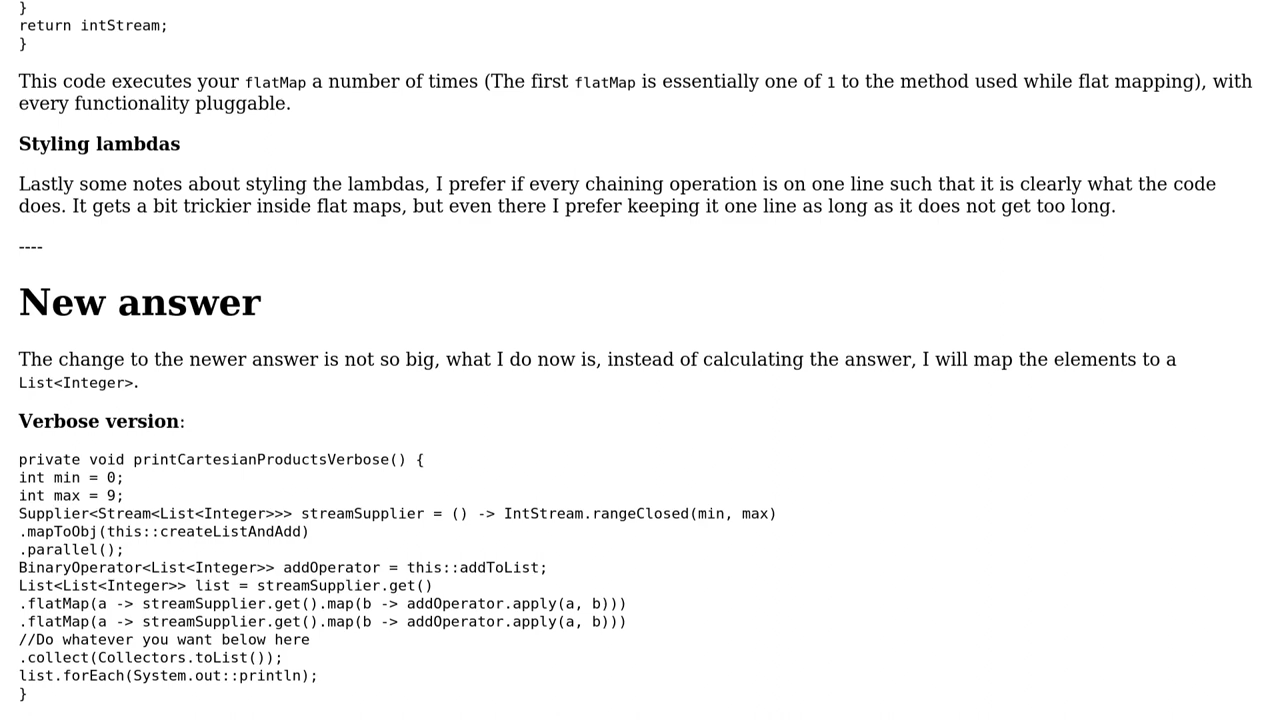 }
return intStream;
}
This code executes your flatMap a number of times (The first flatMap is essentially one of 1 to the method used while flat mapping), with
every functionality pluggable.
Styling lambdas
Lastly some notes about styling the lambdas, I prefer if every chaining operation is on one line such that it is clearly what the code
does. It gets a bit trickier inside flat maps, but even there I prefer keeping it one line as long as it does not get too long.
----
New answer
The change to the newer answer is not so big, what I do now is, instead of calculating the answer, I will map the elements to a
List<Integer>.
Verbose version:
private void printCartesianProductsVerbose() {
int min = 0;
int max = 9;
Supplier<Stream<List<Integer>>> streamSupplier = () -> IntStream.rangeClosed(min, max)
.mapToObj(this::createListAndAdd)
.parallel();
BinaryOperator<List<Integer>> addOperator = this::addToList;
List<List<Integer>> list = streamSupplier.get()
.flatMap(a -> streamSupplier.get().map(b -> addOperator.apply(a, b)))
.flatMap(a -> streamSupplier.get().map(b -> addOperator.apply(a, b)))
//Do whatever you want below here
.collect(Collectors.toList());
list.forEach(System.out::println);
}